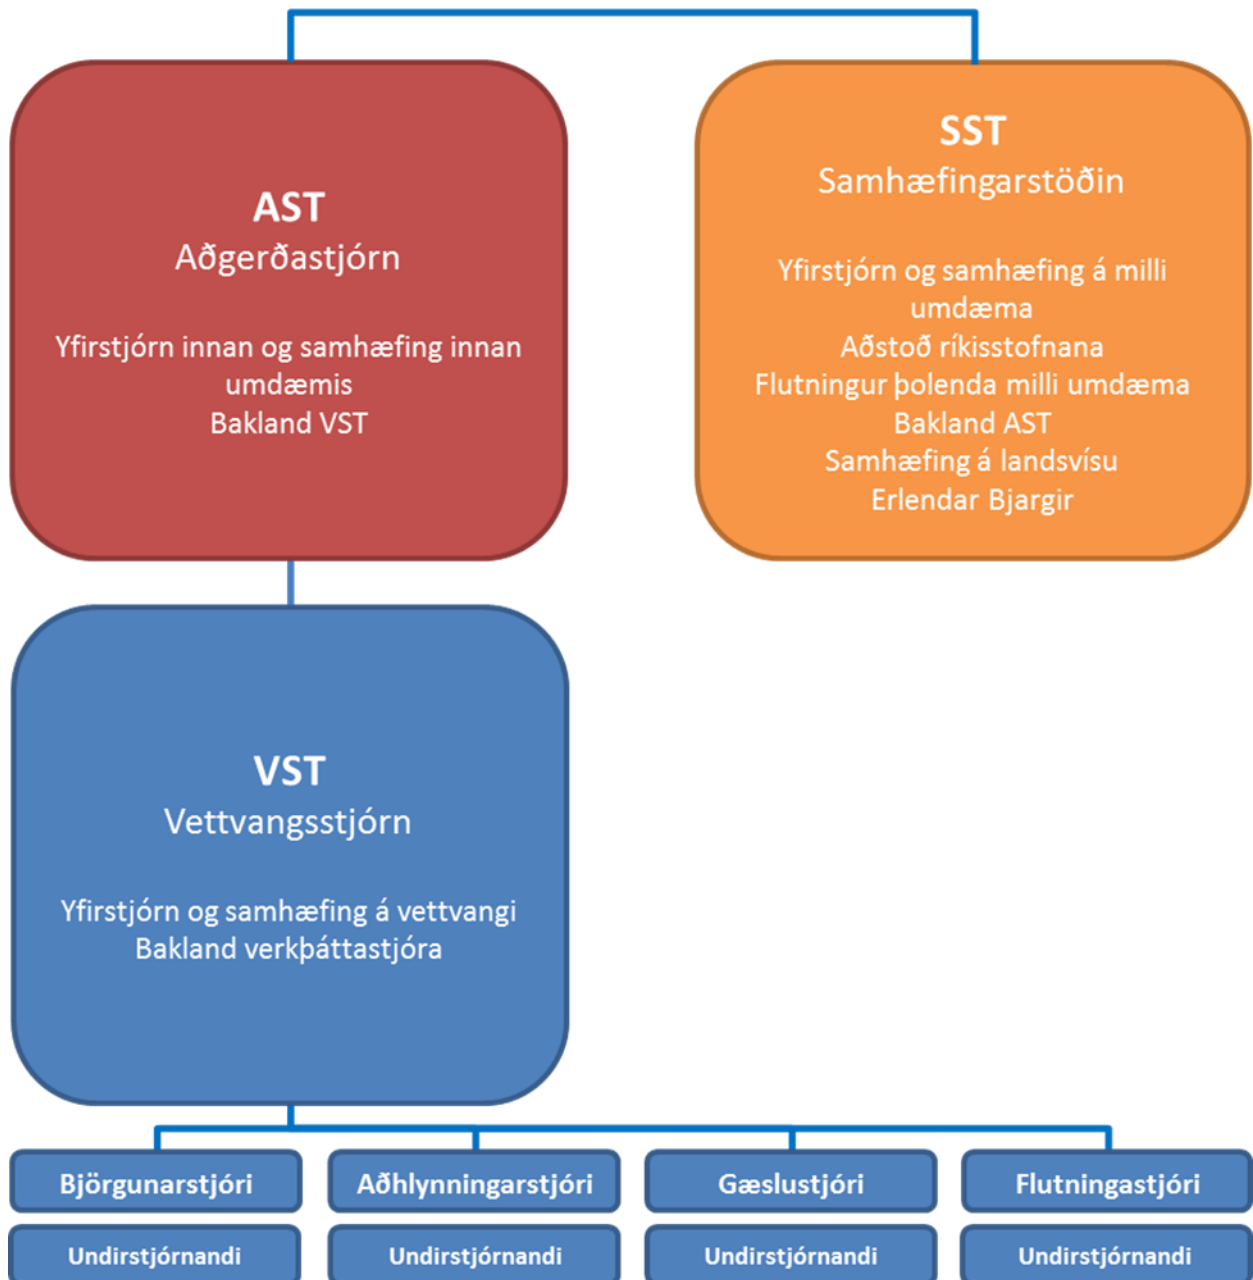 AST
Aðgerðastjórn
Yfirstjórn innan og samhæfing innan
umdæmis
Bakland VST
SST
Samhæfingarstöðin
Yfirstjórn og samhæfing á milli
umdæma
Aðstoð ríkisstofnana
Flutningur þolenda milli umdæma
Bakland AST
Samhæfing á landsvísu
Erlendar Bjargir
VST
Vettvangsstjórn
Yfirstjórn og samhæfing á vettvangi
Bakland verkþáttastjóra
Björgunarstjóri
Aðhlynningarstjóri
Gæslustjóri
Flutningastjóri
Undirstjórnandi
Undirstjórnandi
Undirstjórnandi
Undirstjórnandi